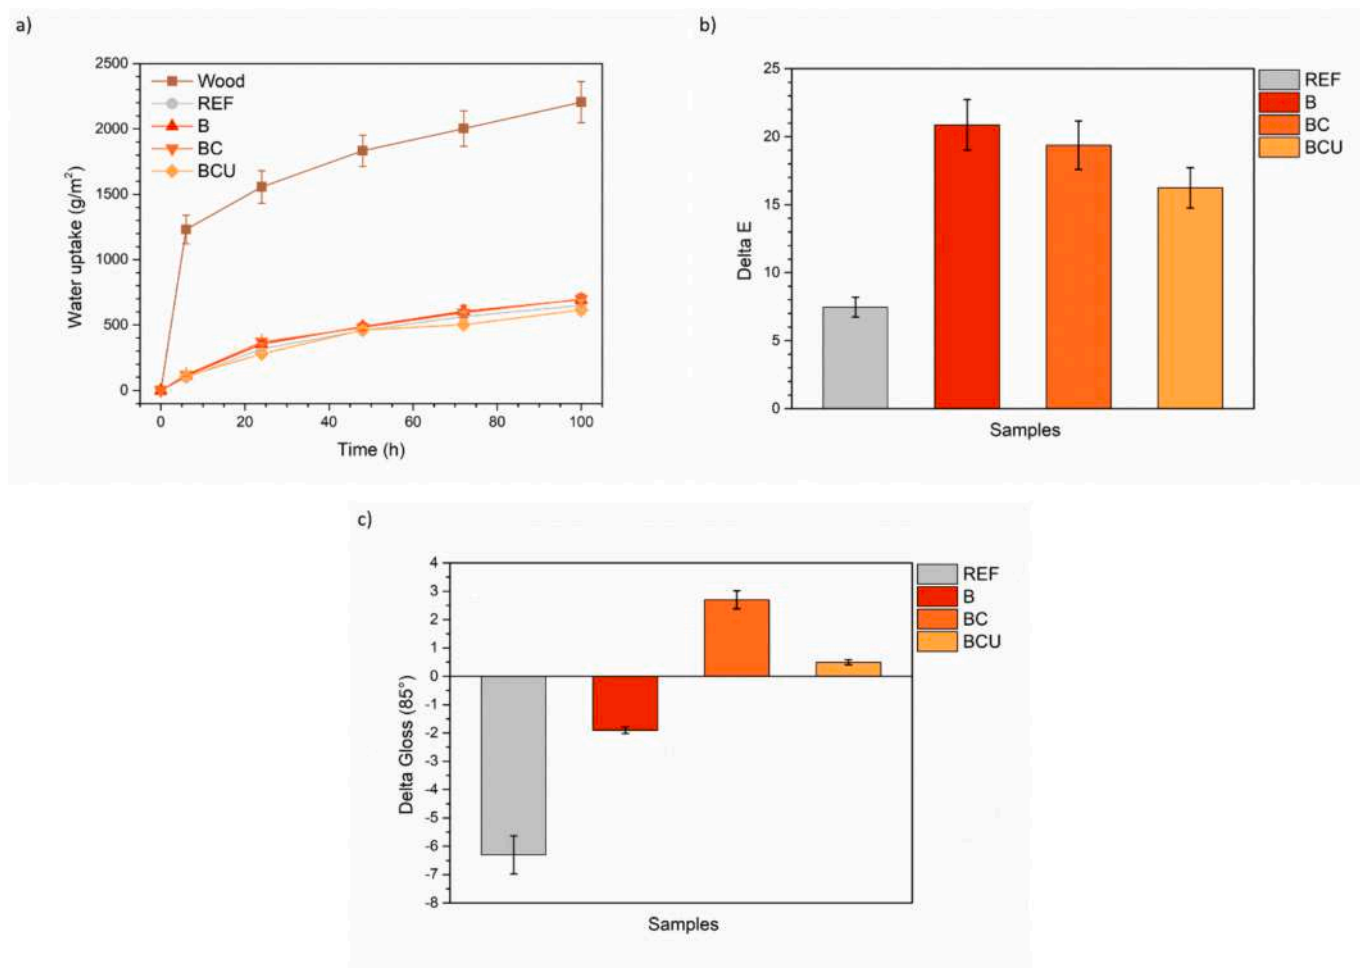 a)
2500
2000
1500
1000
500
0
Water uptake (g/m²)
Wood
REF
B
BC
BCU
0 20 40 60 80 100
Time (h)
b)
25
20
15
10
5
0
Delta E
Samples
REF
B
BC
BCU
c)
4
3
2
1
0
-1
-2
-3
-4
-5
-6
-7
-8
Delta Gloss (85°)
Samples
REF
B
BC
BCU